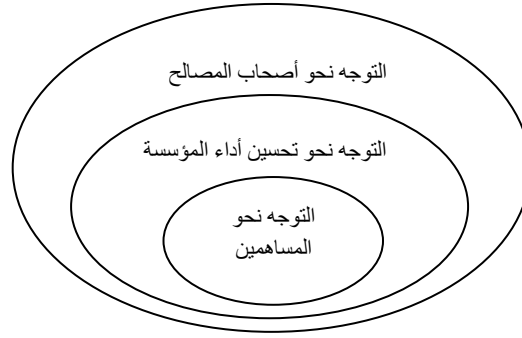 التوجه نحو أصحاب المصالح
التوجه نحو تحسين أداء المؤسسة
التوجه نحو
المساهمين